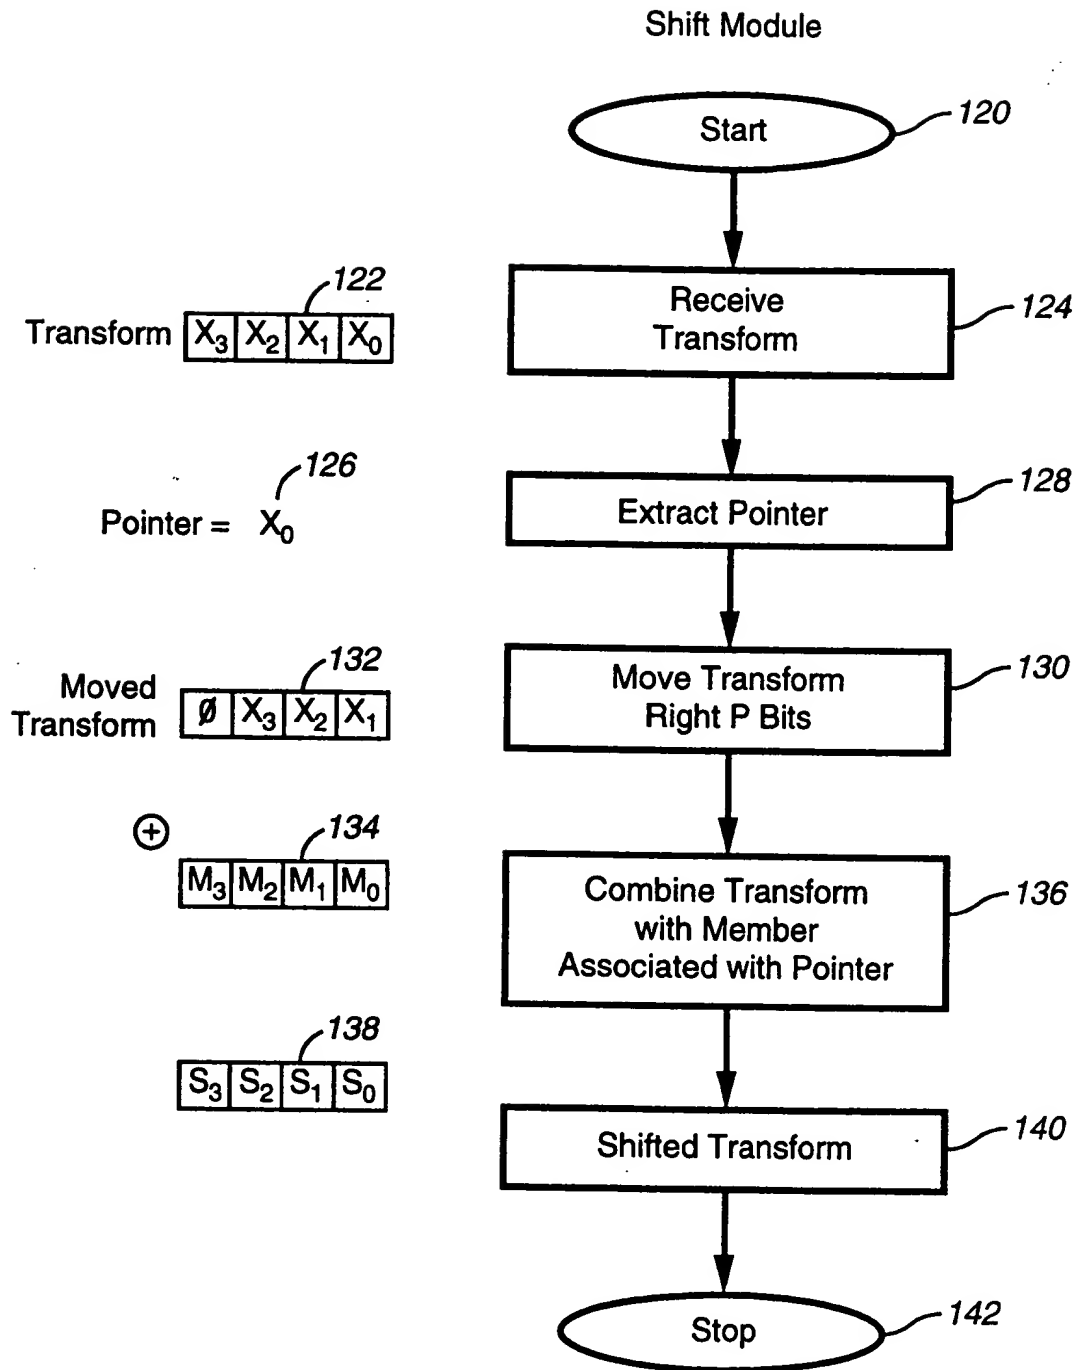 Shift Module
Start
120
122
Transform X₃ X₂ X₁ X₀
Receive
Transform
124
126
Pointer = X₀
Extract Pointer
128
132
Moved
Transform
∅ X₃ X₂ X₁
Move Transform
Right P Bits
130
⊕
134
M₃ M₂ M₁ M₀
Combine Transform
with Member
Associated with Pointer
136
138
S₃ S₂ S₁ S₀
Shifted Transform
140
Stop
142